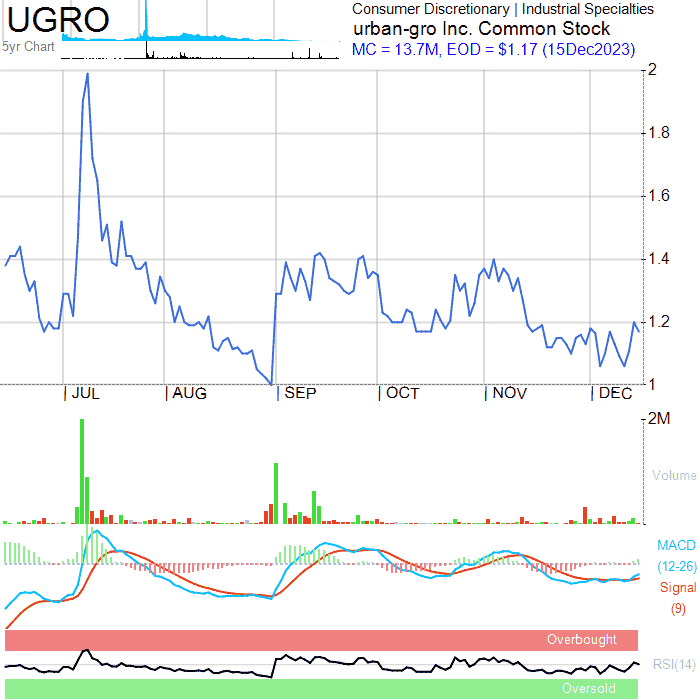 UGRO
5yr Chart
Consumer Discretionary | Industrial Specialties
urban-gro Inc. Common Stock
MC = 13.7M, EOD = $1.17 (15Dec2023)
2
1.8
1.6
1.4
1.2
1
| JUL | AUG | SEP | OCT | NOV | DEC
2M
Volume
MACD
(12-26)
Signal
(9)
Overbought
RSI(14)
Oversold